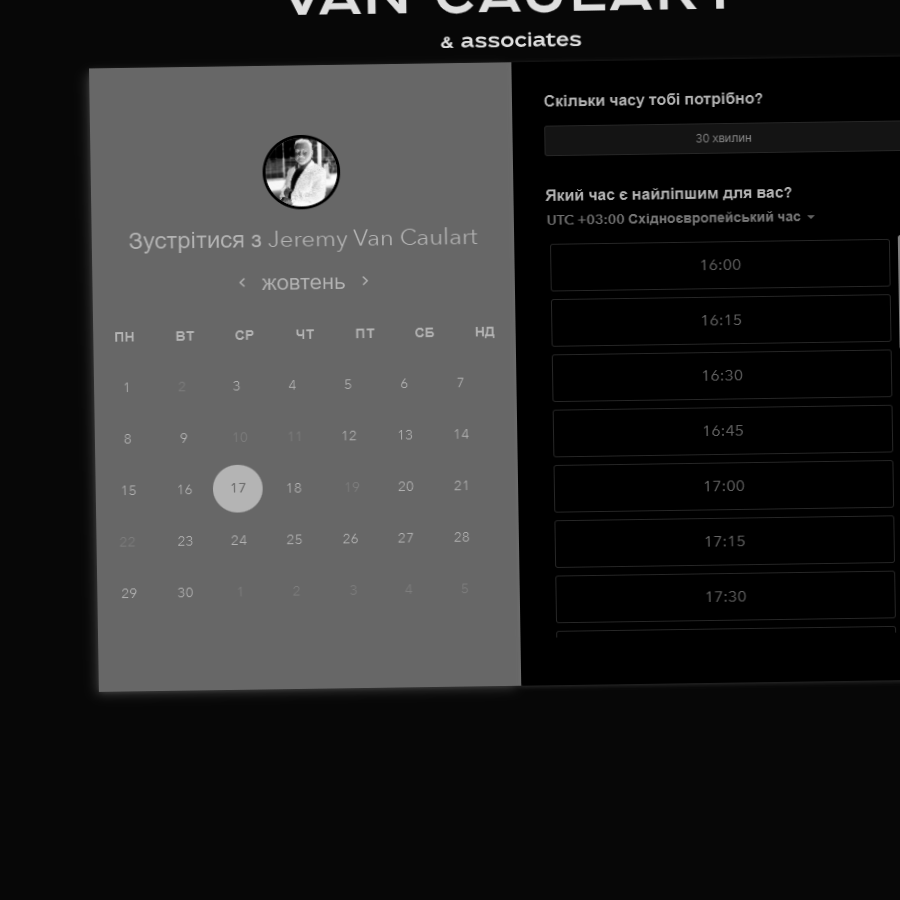 VAN CAULART
& associates
Зустрітися з Jeremy Van Caulart
жовтень
ПН ВТ СР ЧТ ПТ СБ НД
1 2 3 4 5 6 7
8 9 10 11 12 13 14
15 16 17 18 19 20 21
22 23 24 25 26 27 28
29 30 1 2 3 4 5
Скільки часу тобі потрібно?
30 хвилин
Який час є найліпшим для вас?
UTC +03:00 Східноєвропейський час
16:00
16:15
16:30
16:45
17:00
17:15
17:30